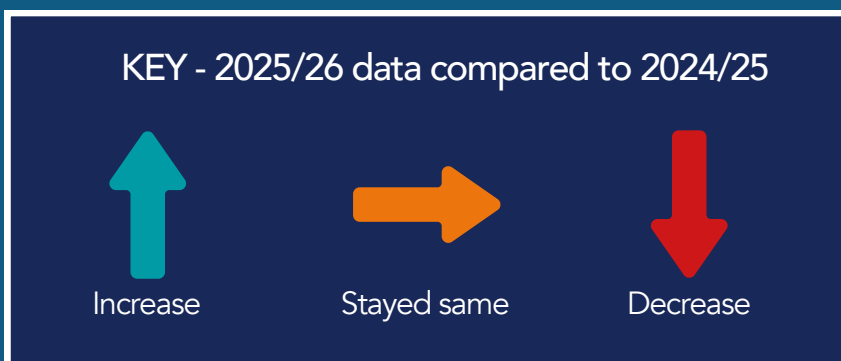 KEY - 2025/26 data compared to 2024/25
Increase
Stayed same
Decrease